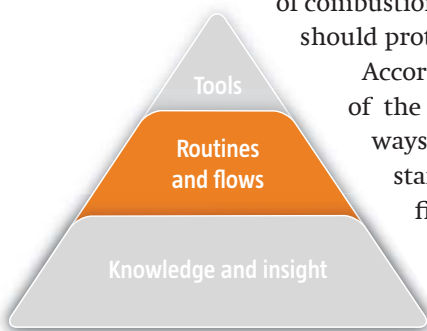 of combustion
should prot
Accor
of the
ways
star
fi
Tools
Routines
and flows
Knowledge and insight